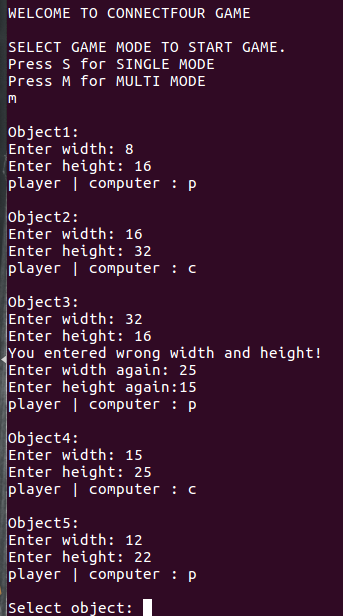 WELCOME TO CONNECTFOUR GAME
SELECT GAME MODE TO START GAME.
Press S for SINGLE MODE
Press M for MULTI MODE
m
Object1:
Enter width: 8
Enter height: 16
player | computer : p
Object2:
Enter width: 16
Enter height: 32
player | computer : c
Object3:
Enter width: 32
Enter height: 16
You entered wrong width and height!
Enter width again: 25
Enter height again:15
player | computer : p
Object4:
Enter width: 15
Enter height: 25
player | computer : c
Object5:
Enter width: 12
Enter height: 22
player | computer : p
Select object: